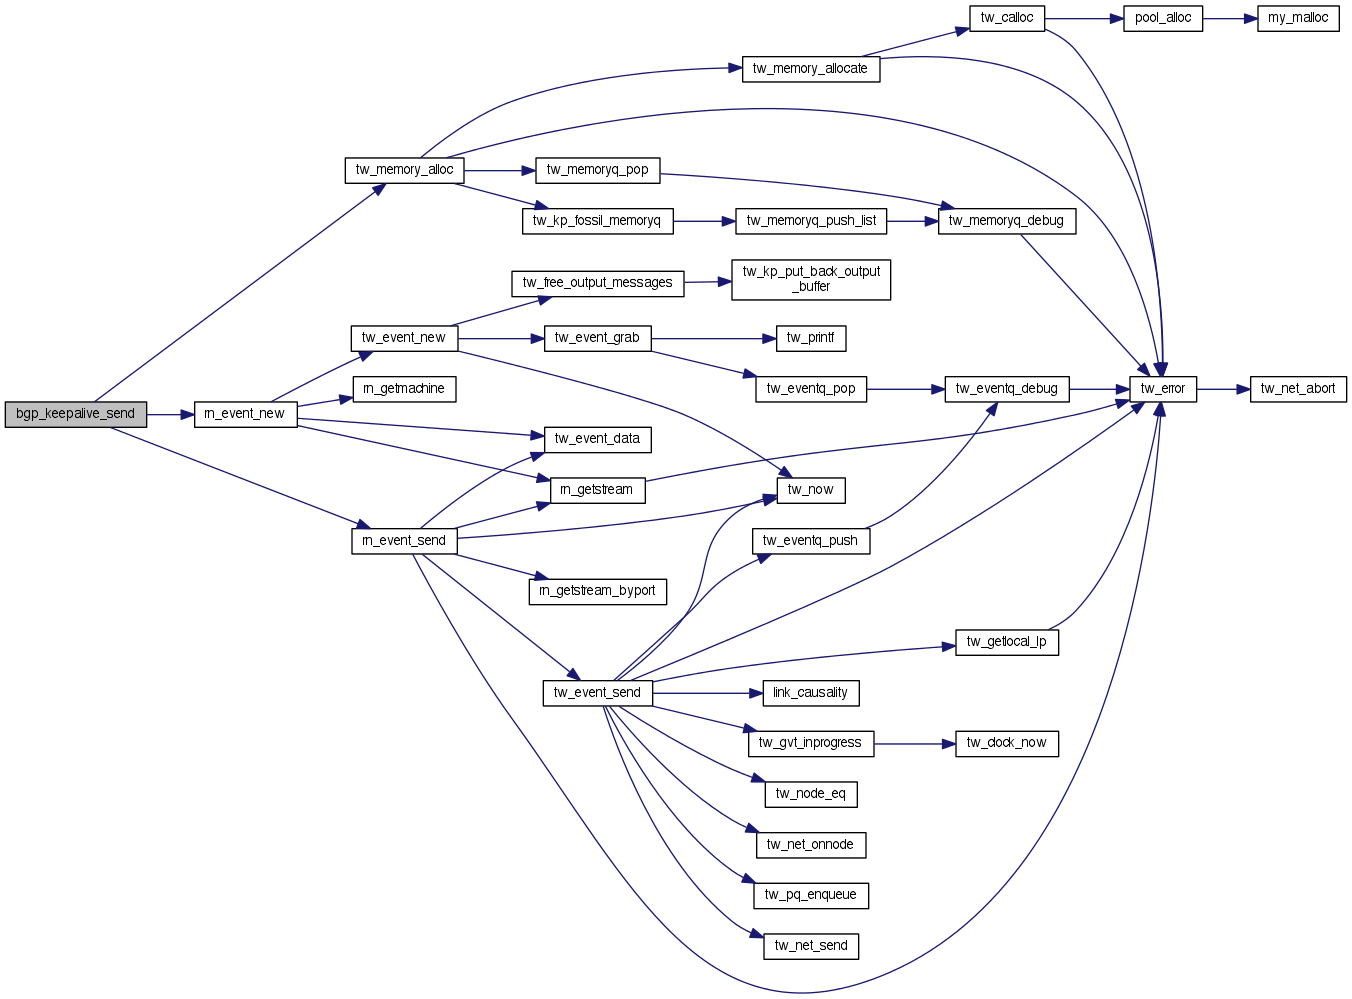 tw_calloc
pool_alloc
my_malloc
tw_memory_allocate
tw_memory_alloc
tw_memoryq_pop
tw_kp_fossil_memoryq
tw_memoryq_push_list
tw_memoryq_debug
tw_free_output_messages
tw_kp_put_back_output
_buffer
tw_event_new
tw_event_grab
tw_printf
rn_getmachine
tw_eventq_pop
tw_eventq_debug
tw_error
tw_net_abort
bgp_keepalive_send
rn_event_new
tw_event_data
rn_getstream
tw_now
rn_event_send
tw_eventq_push
rn_getstream_byport
tw_getlocal_lp
tw_event_send
link_causality
tw_gvt_inprogress
tw_clock_now
tw_node_eq
tw_net_onnode
tw_pq_enqueue
tw_net_send